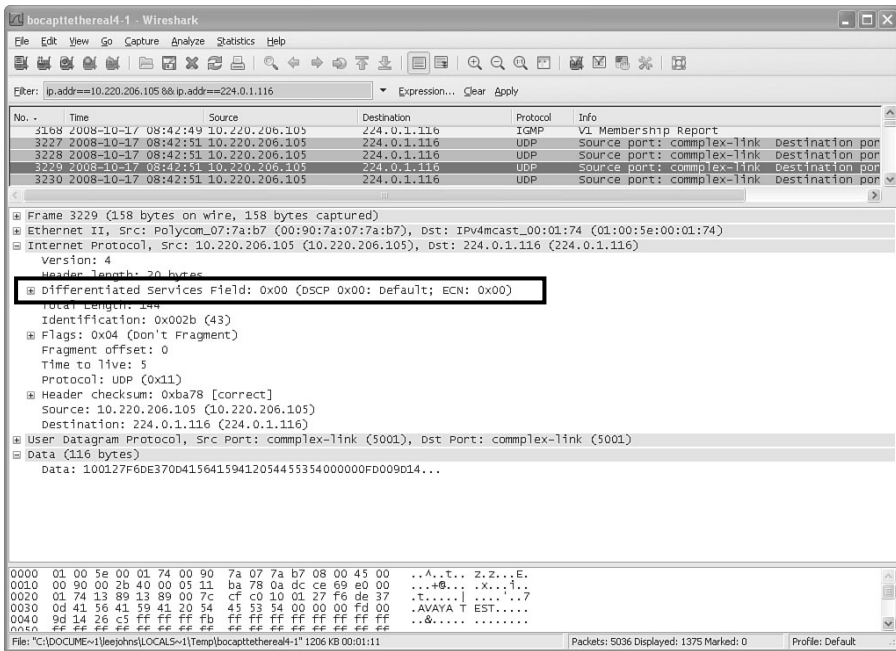 bocapttethereal4-1 - Wireshark
File Edit View Go Capture Analyze Statistics Help
Filter: ip.addr==10.220.206.105 && ip.addr==224.0.1.116 Expression... Clear Apply
No. - Time Source Destination Protocol Info
3168 2008-10-17 08:42:49 10.220.206.105 224.0.1.116 IGMP V1 Membership Report
3227 2008-10-17 08:42:51 10.220.206.105 224.0.1.116 UDP Source port: commplex-link Destination por
3228 2008-10-17 08:42:51 10.220.206.105 224.0.1.116 UDP Source port: commplex-link Destination por
3229 2008-10-17 08:42:51 10.220.206.105 224.0.1.116 UDP Source port: commplex-link Destination por
3230 2008-10-17 08:42:51 10.220.206.105 224.0.1.116 UDP Source port: commplex-link Destination por
Frame 3229 (158 bytes on wire, 158 bytes captured)
Ethernet II, Src: Polycom_07:7a:b7 (00:90:7a:07:7a:b7), Dst: IPv4mcast_00:01:74 (01:00:5e:00:01:74)
Internet Protocol, Src: 10.220.206.105 (10.220.206.105), Dst: 224.0.1.116 (224.0.1.116)
Version: 4
Header length: 20 bytes
Differentiated Services Field: 0x00 (DSCP 0x00: Default; ECN: 0x00)
Total Length: 144
Identification: 0x002b (43)
Flags: 0x04 (Don't Fragment)
Fragment offset: 0
Time to live: 5
Protocol: UDP (0x11)
Header checksum: 0xba78 [correct]
Source: 10.220.206.105 (10.220.206.105)
Destination: 224.0.1.116 (224.0.1.116)
User Datagram Protocol, Src Port: commplex-link (5001), Dst Port: commplex-link (5001)
Data (116 bytes)
Data: 100127F6DE370D41564159412054455354000000FD009D14...
0000 01 00 5e 00 01 74 00 90 7a 07 7a b7 08 00 45 00 ..^..t.. z.z...E.
0010 00 90 00 2b 40 00 05 11 ba 78 0a dc ce 69 e0 00 ...+@... .x...i..
0020 01 74 13 89 13 89 00 7c cf c0 10 01 27 f6 de 37 .t.....| ....'..7
0030 0d 41 56 41 59 41 20 54 45 53 54 00 00 00 fd 00 .AVAYA T EST.....
0040 9d 14 26 c5 ff ff ff fb ff ff ff ff ff ff ff ff ..&..... ........
0050 ff ff ff ff ff ff ff ff ff ff ff ff ff ff ff ff
File: "C:\DOCUME~1\leejohns\LOCALS~1\Temp\bocapttethereal4-1" 1206 KB 00:01:11 Packets: 5036 Displayed: 1375 Marked: 0 Profile: Default